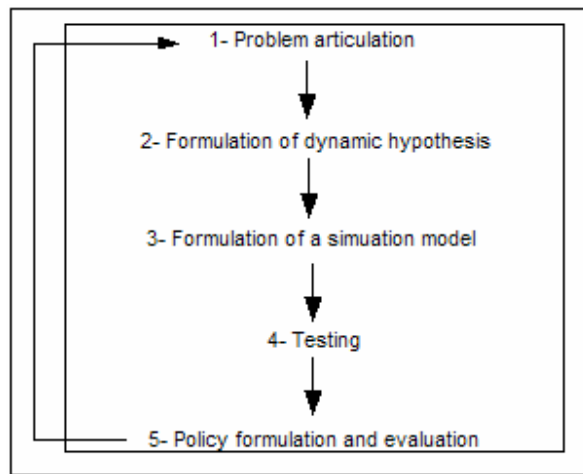 1- Problem articulation
2- Formulation of dynamic hypothesis
3- Formulation of a simuation model
4- Testing
5- Policy formulation and evaluation